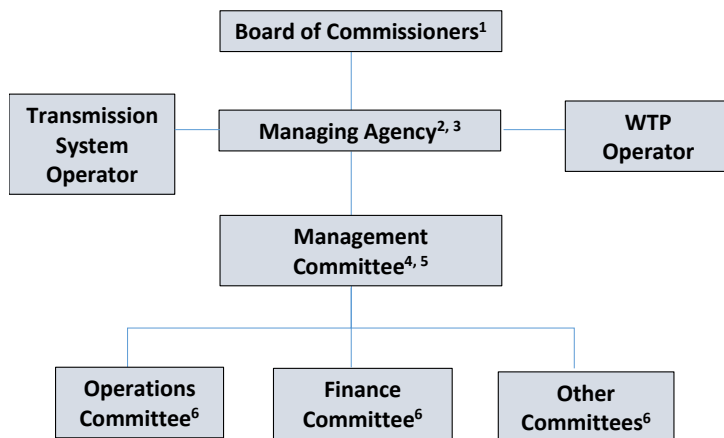 Board of Commissioners¹
Transmission
System
Operator
Managing Agency²,³
WTP
Operator
Management
Committee⁴,⁵
Operations
Committee⁶
Finance
Committee⁶
Other
Committees⁶